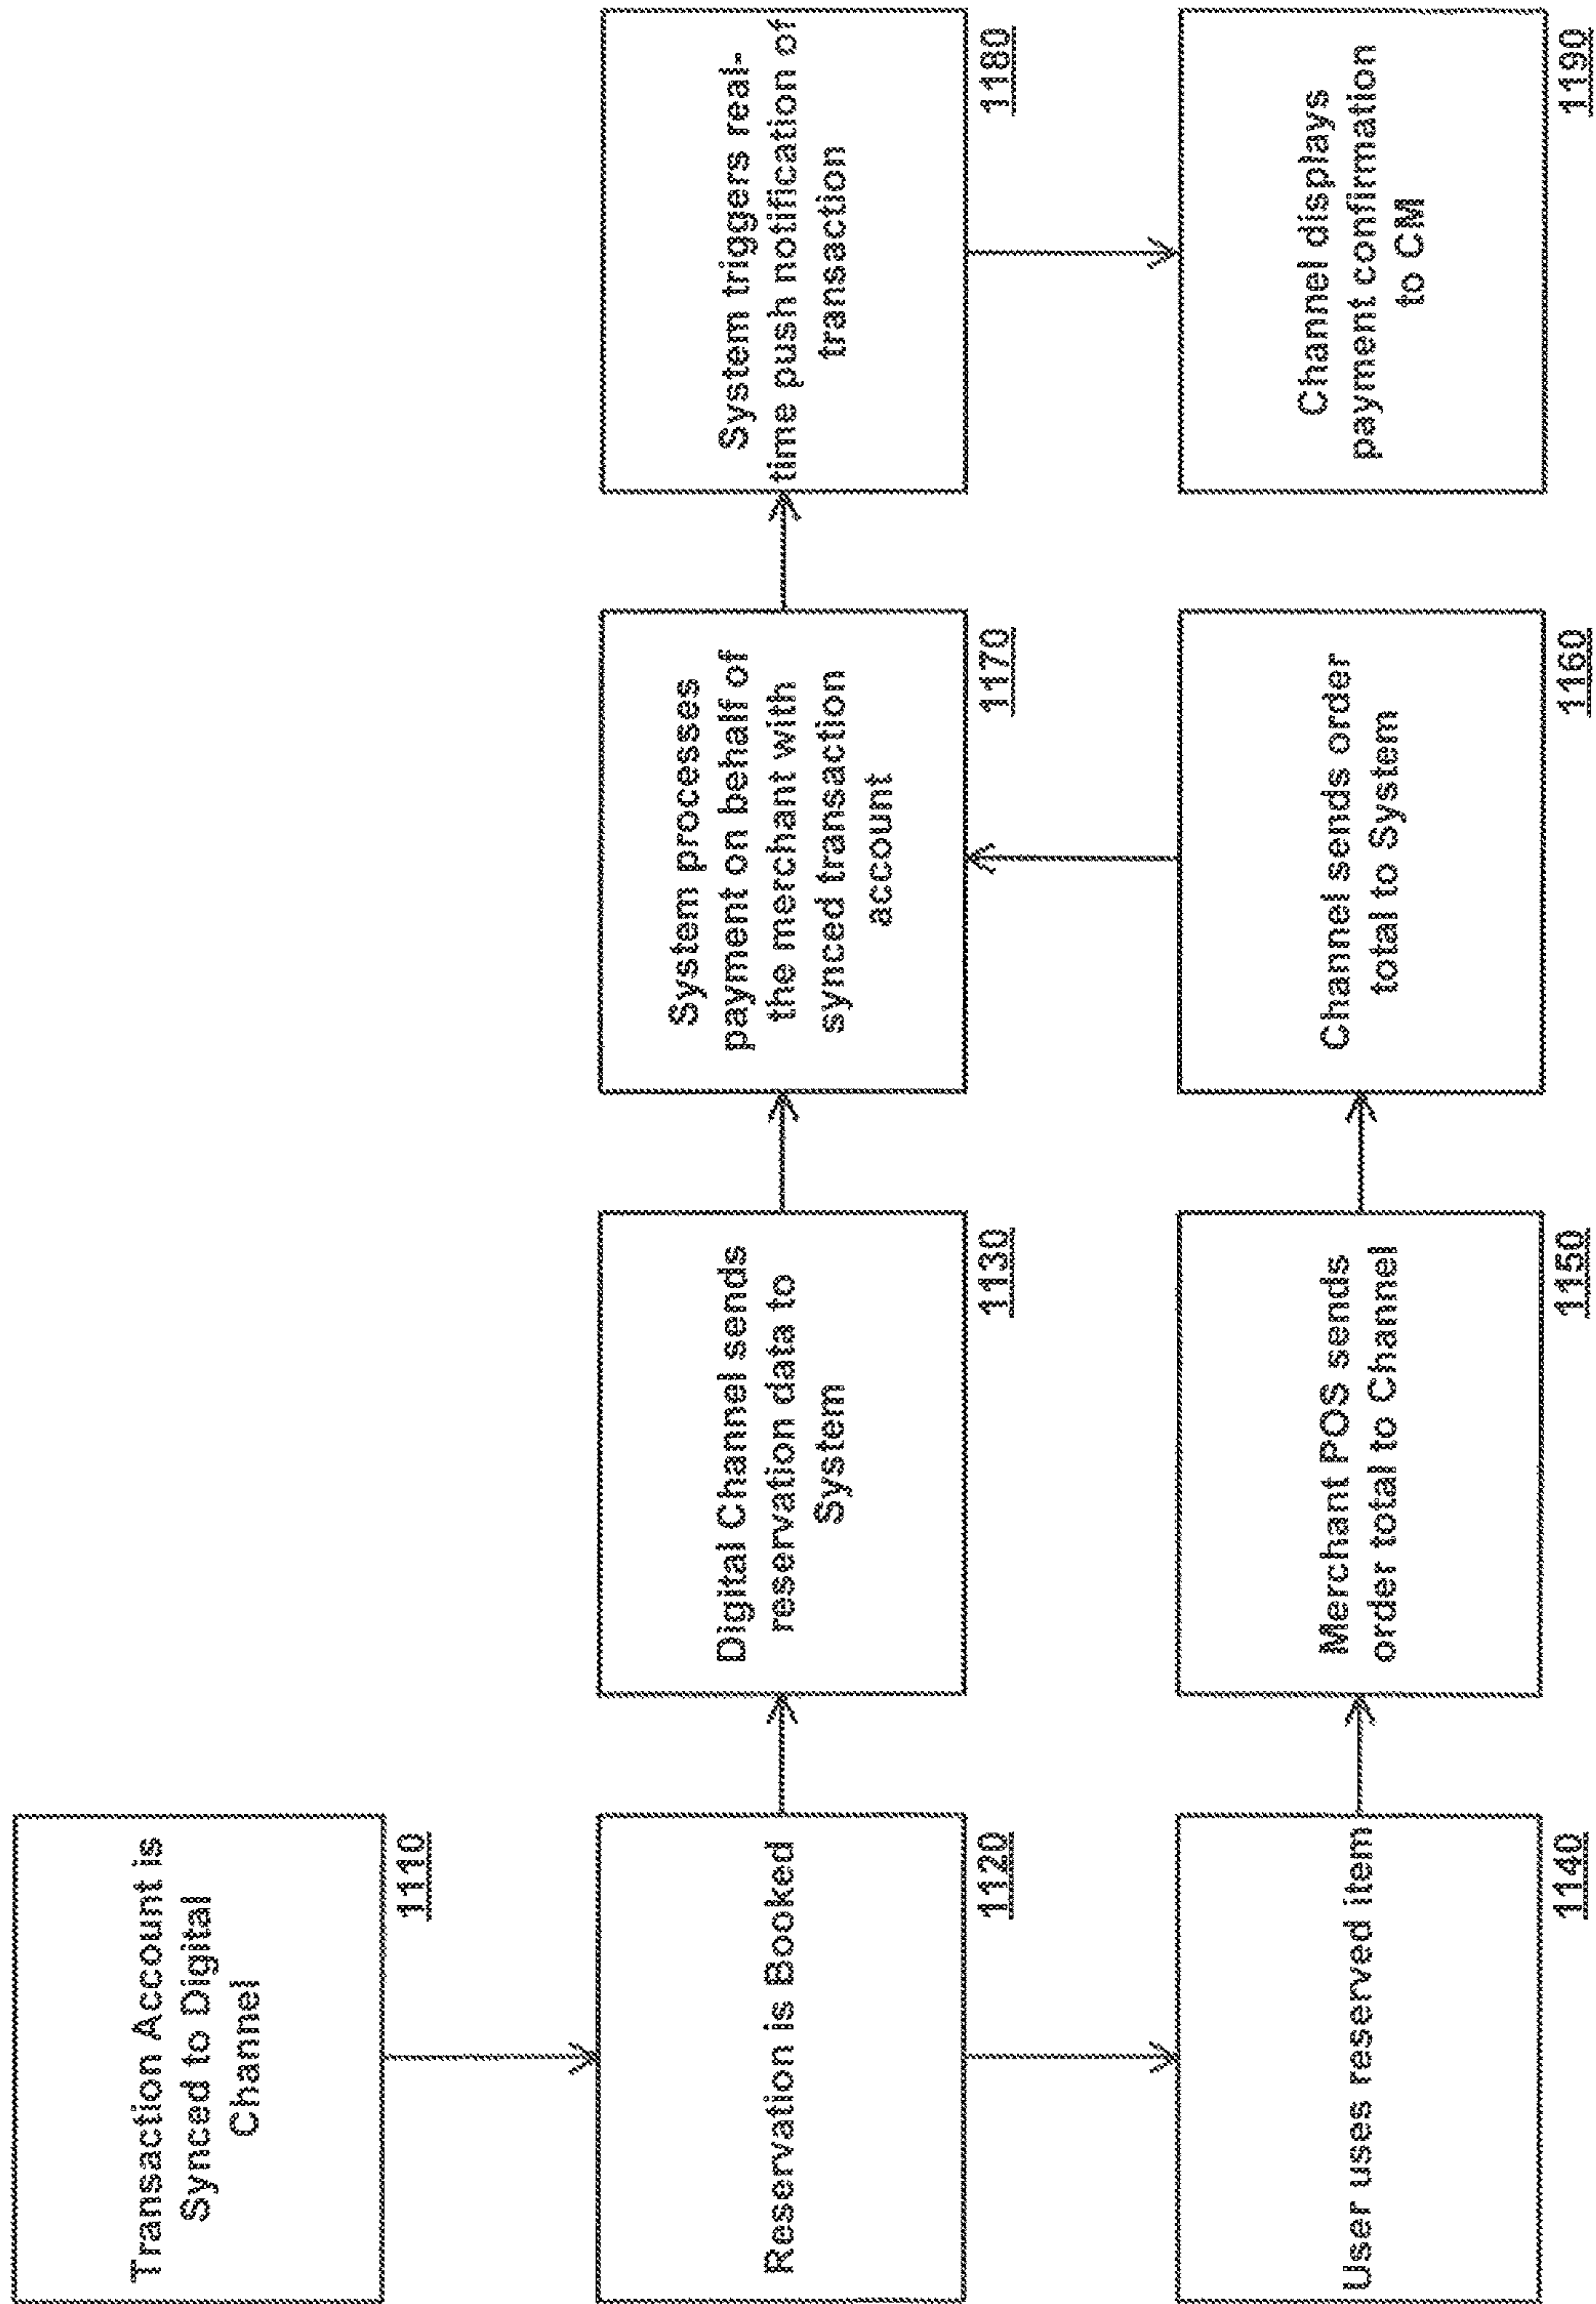 Transaction Account is
Synced to Digital
Channel
1110
Reservation is Booked
1120
Digital Channel sends
reservation data to
System
1130
User uses reserved item
1140
Merchant POS sends
order total to Channel
1150
Channel sends order
total to System
1160
System processes
payment on behalf of
the merchant with
synced transaction
account
1170
System triggers real-
time push notification of
transaction
1180
Channel displays
payment confirmation
to CM
1190